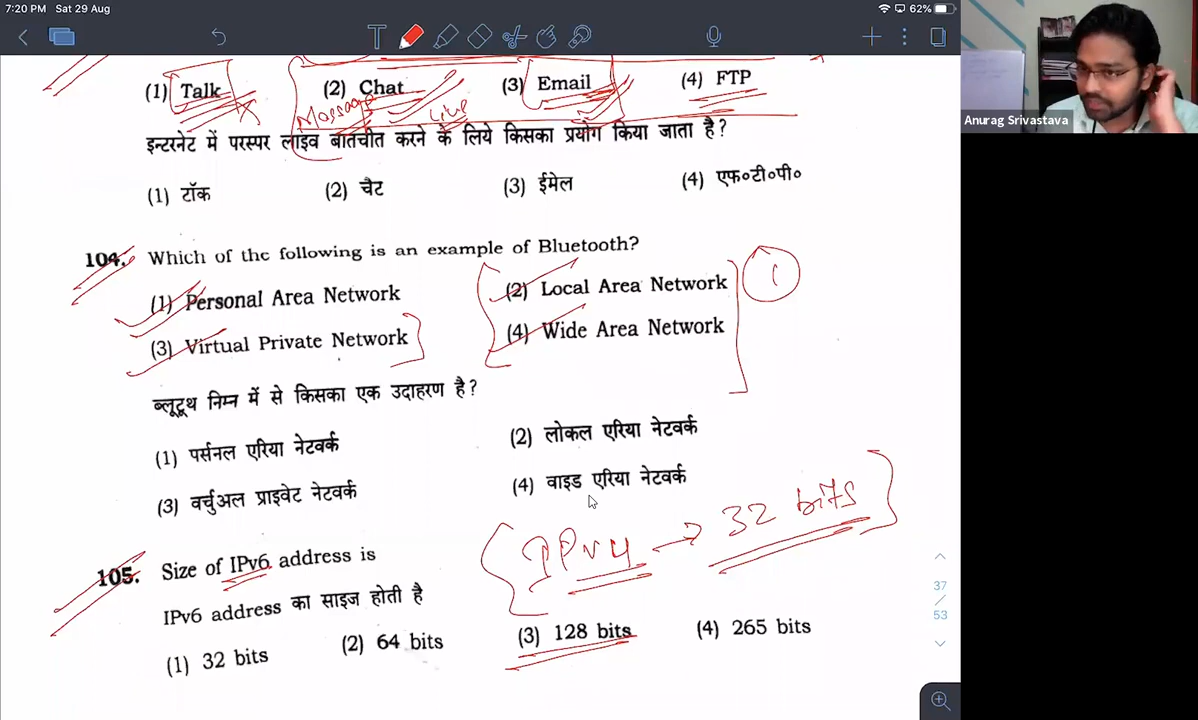 7:20 PM Sat 29 Aug
62%
(1) Talk (2) Chat (3) Email (4) FTP
Massage Live
इन्टरनेट में परस्पर लाइव बातचीत करने के लिये किसका प्रयोग किया जाता है?
(1) टॉक (2) चैट (3) ईमेल (4) एफ०टी०पी०
104. Which of the following is an example of Bluetooth?
(1) Personal Area Network (2) Local Area Network
(3) Virtual Private Network (4) Wide Area Network
1
ब्लूटूथ निम्न में से किसका एक उदाहरण है?
(1) पर्सनल एरिया नेटवर्क (2) लोकल एरिया नेटवर्क
(3) वर्चुअल प्राइवेट नेटवर्क (4) वाइड एरिया नेटवर्क
IPv4 → 32 bits
105. Size of IPv6 address is
IPv6 address का साइज होती है
(1) 32 bits (2) 64 bits (3) 128 bits (4) 265 bits
37
/
53
Anurag Srivastava